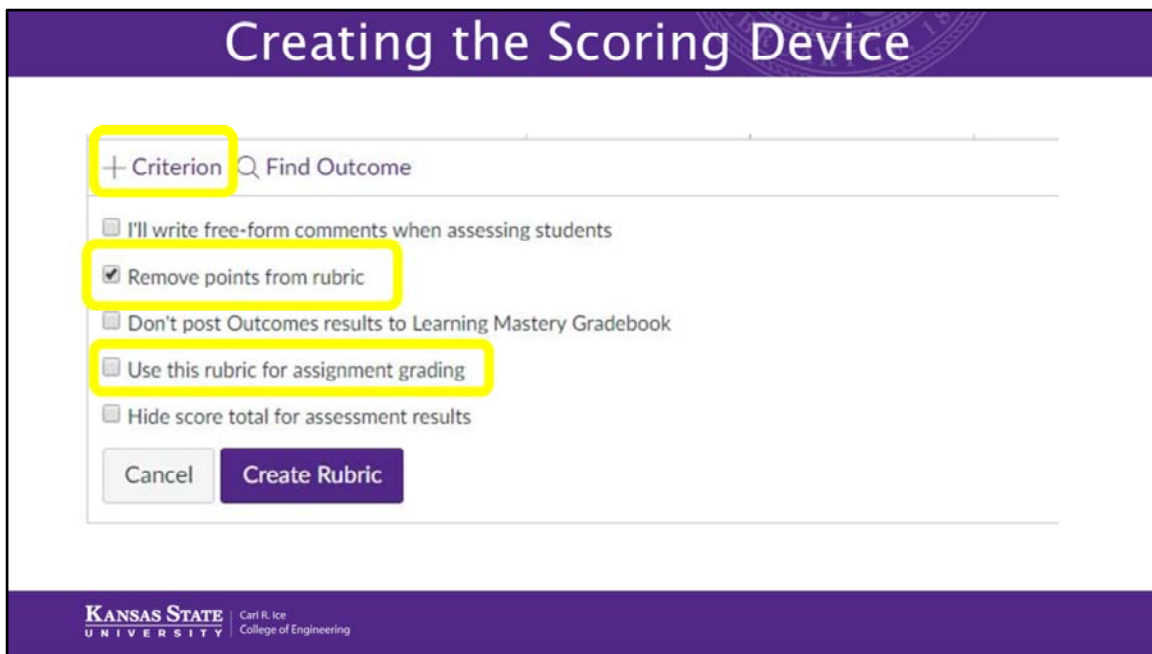 Creating the Scoring Device
+ Criterion Find Outcome
I'll write free-form comments when assessing students
Remove points from rubric
Don't post Outcomes results to Learning Mastery Gradebook
Use this rubric for assignment grading
Hide score total for assessment results
Cancel Create Rubric
KANSAS STATE
UNIVERSITY
Carl R. Ice
College of Engineering